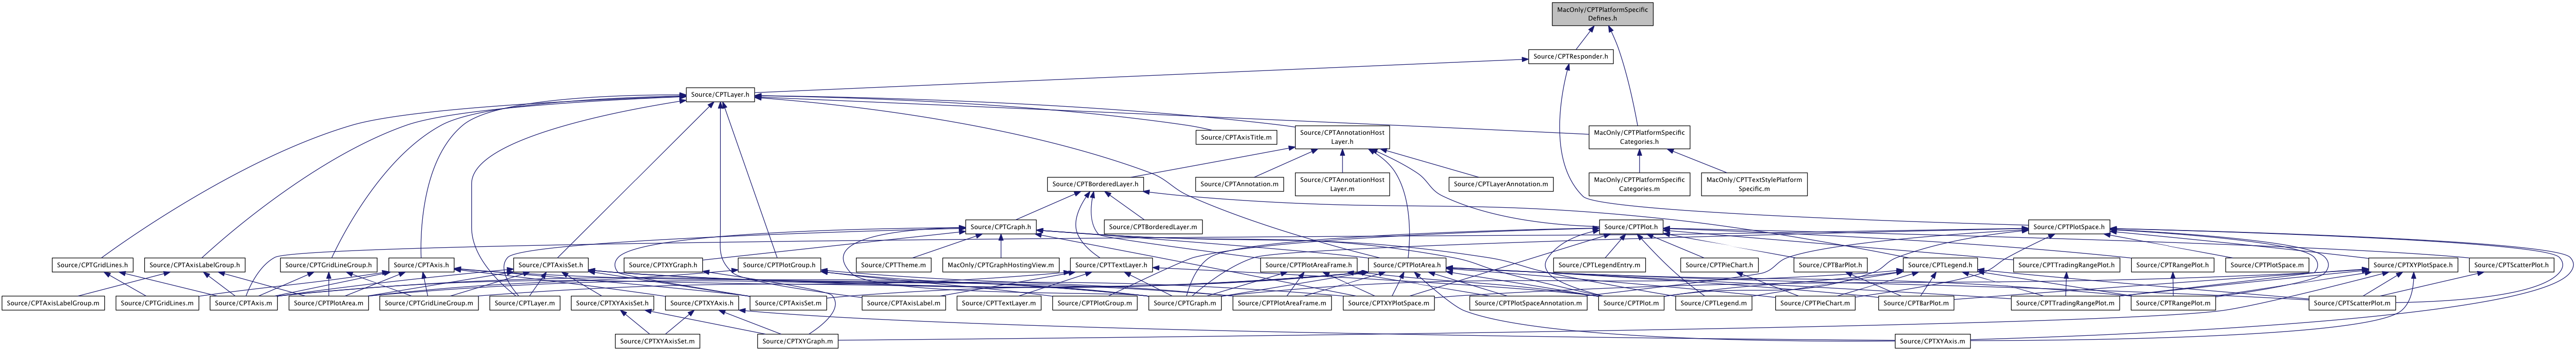 MacOnly/CPTPlatformSpecific
Defines.h
Source/CPTResponder.h
Source/CPTLayer.h
Source/CPTAxisTitle.m
Source/CPTAnnotationHost
Layer.h
MacOnly/CPTPlatformSpecific
Categories.h
Source/CPTBorderedLayer.h
Source/CPTAnnotation.m
Source/CPTAnnotationHost
Layer.m
Source/CPTLayerAnnotation.m
MacOnly/CPTPlatformSpecific
Categories.m
MacOnly/CPTTextStylePlatform
Specific.m
Source/CPTGraph.h
Source/CPTBorderedLayer.m
Source/CPTPlot.h
Source/CPTPlotSpace.h
Source/CPTGridLines.h
Source/CPTAxisLabelGroup.h
Source/CPTGridLineGroup.h
Source/CPTAxis.h
Source/CPTAxisSet.h
Source/CPTXYGraph.h
Source/CPTPlotGroup.h
Source/CPTTheme.m
MacOnly/CPTGraphHostingView.m
Source/CPTTextLayer.h
Source/CPTPlotAreaFrame.h
Source/CPTPlotArea.h
Source/CPTLegendEntry.m
Source/CPTPieChart.h
Source/CPTBarPlot.h
Source/CPTLegend.h
Source/CPTTradingRangePlot.h
Source/CPTRangePlot.h
Source/CPTPlotSpace.m
Source/CPTXYPlotSpace.h
Source/CPTScatterPlot.h
Source/CPTAxisLabelGroup.m
Source/CPTGridLines.m
Source/CPTAxis.m
Source/CPTPlotArea.m
Source/CPTGridLineGroup.m
Source/CPTLayer.m
Source/CPTXYAxisSet.h
Source/CPTXYAxis.h
Source/CPTAxisSet.m
Source/CPTAxisLabel.m
Source/CPTTextLayer.m
Source/CPTPlotGroup.m
Source/CPTGraph.m
Source/CPTPlotAreaFrame.m
Source/CPTXYPlotSpace.m
Source/CPTPlotSpaceAnnotation.m
Source/CPTPlot.m
Source/CPTLegend.m
Source/CPTPieChart.m
Source/CPTBarPlot.m
Source/CPTTradingRangePlot.m
Source/CPTRangePlot.m
Source/CPTScatterPlot.m
Source/CPTXYAxisSet.m
Source/CPTXYGraph.m
Source/CPTXYAxis.m